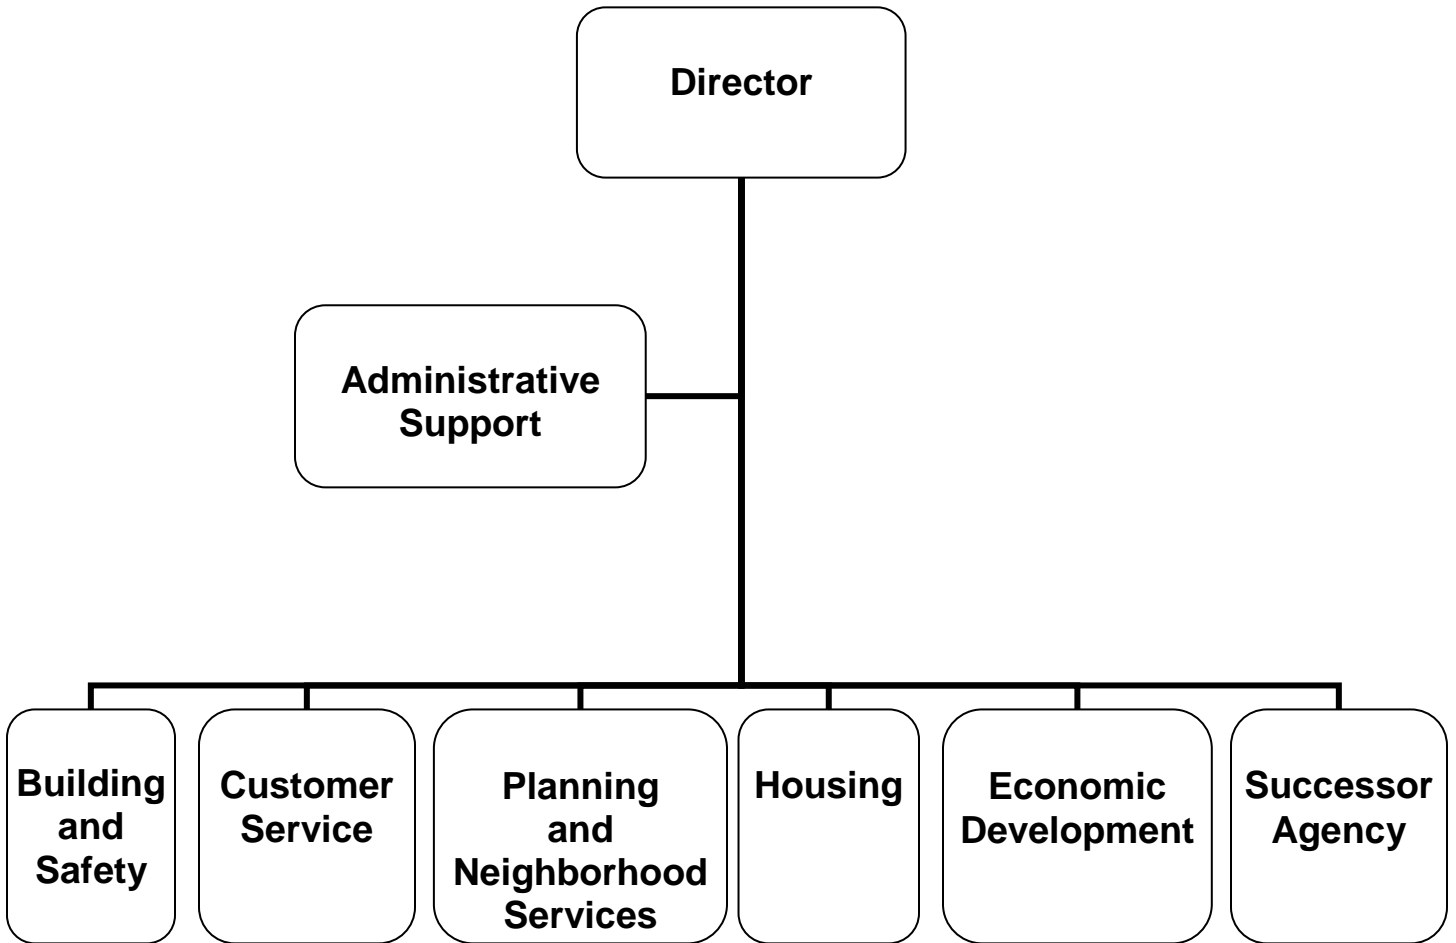 Director
Administrative
Support
Building
and
Safety
Customer
Service
Planning
and
Neighborhood
Services
Housing
Economic
Development
Successor
Agency